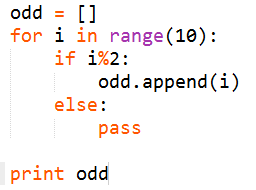 odd = []
for i in range(10):
    if i%2:
        odd.append(i)
    else:
        pass

print odd